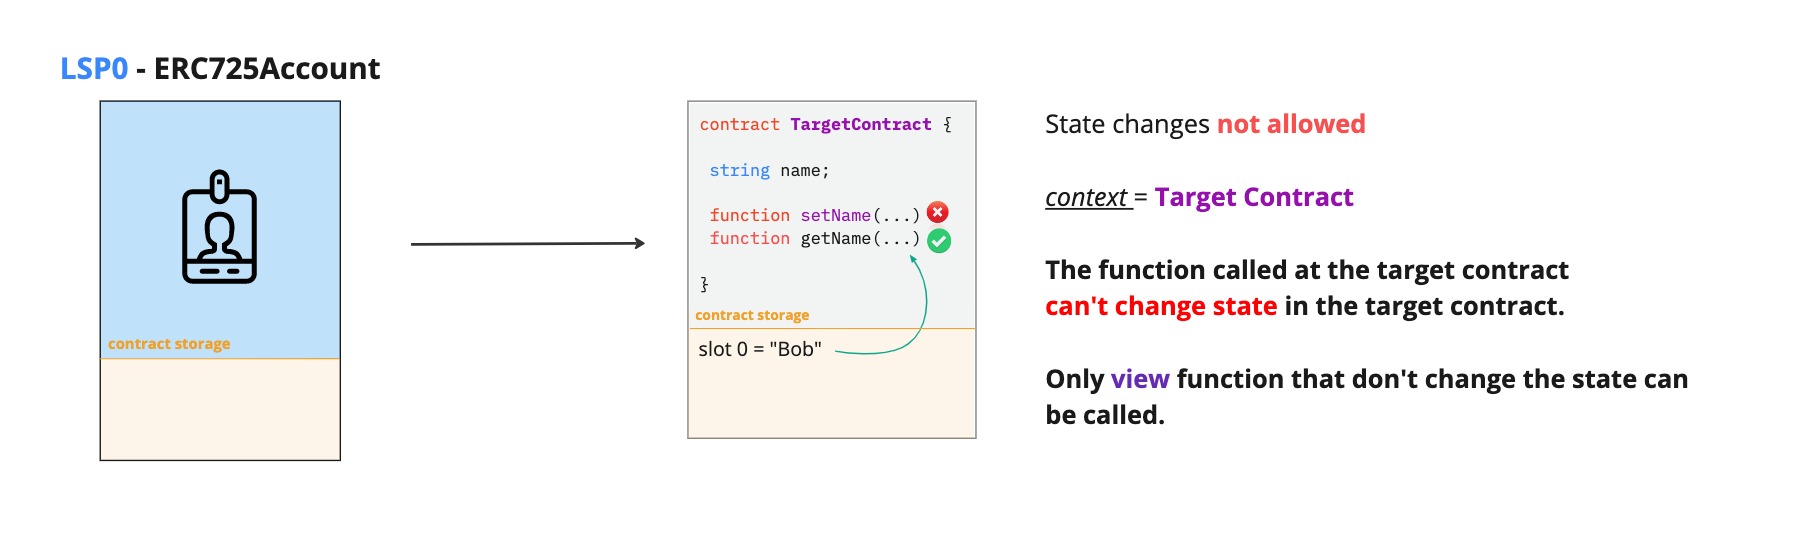 LSP0 - ERC725Account
contract storage
contract TargetContract {
string name;
function setName(...)
function getName(...)
}
contract storage
slot 0 = "Bob"
State changes not allowed
context = Target Contract
The function called at the target contract
can't change state in the target contract.
Only view function that don't change the state can
be called.